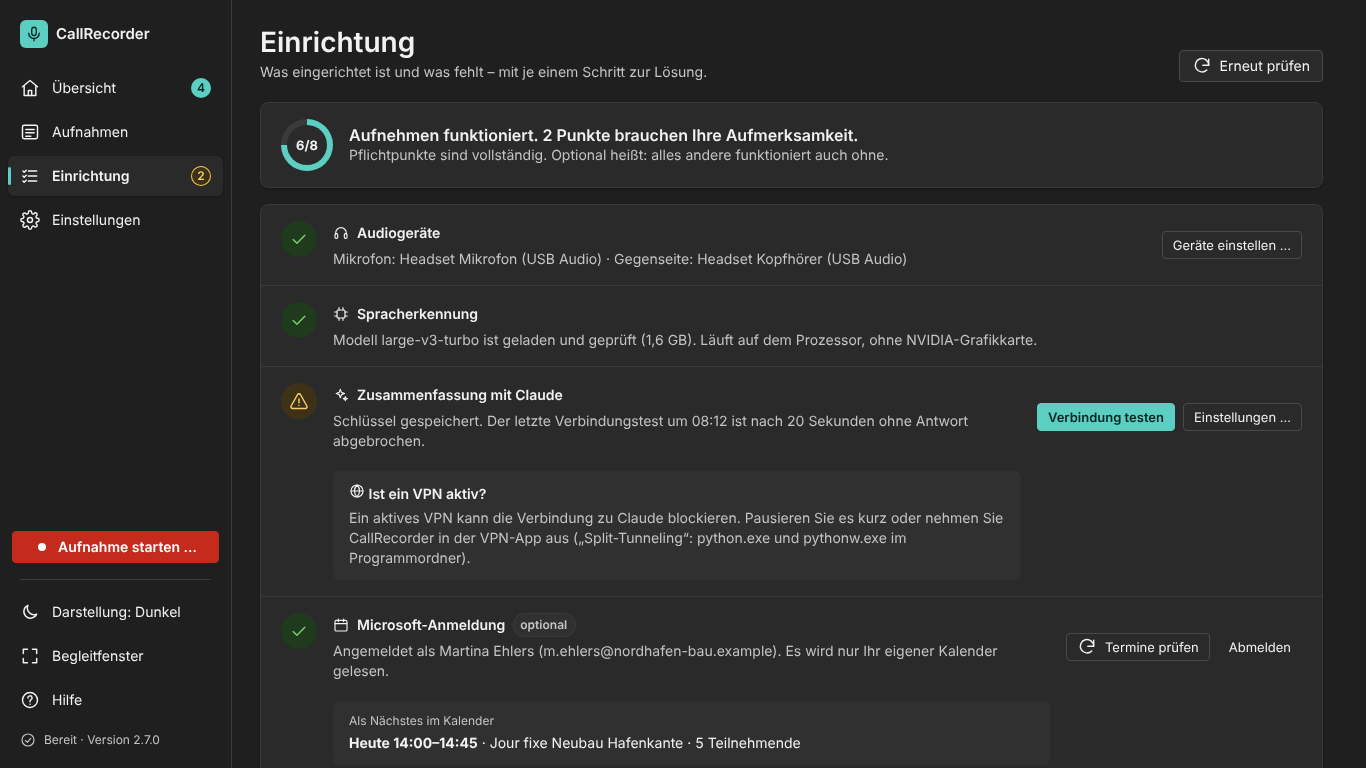 CallRecorder
Übersicht 4
Aufnahmen
Einrichtung 2
Einstellungen
Aufnahme starten ...
Darstellung: Dunkel
Begleitfenster
Hilfe
Bereit · Version 2.7.0
Einrichtung
Was eingerichtet ist und was fehlt – mit je einem Schritt zur Lösung.
Erneut prüfen
6/8
Aufnehmen funktioniert. 2 Punkte brauchen Ihre Aufmerksamkeit.
Pflichtpunkte sind vollständig. Optional heißt: alles andere funktioniert auch ohne.
Audiogeräte
Mikrofon: Headset Mikrofon (USB Audio) · Gegenseite: Headset Kopfhörer (USB Audio)
Geräte einstellen ...
Spracherkennung
Modell large-v3-turbo ist geladen und geprüft (1,6 GB). Läuft auf dem Prozessor, ohne NVIDIA-Grafikkarte.
Zusammenfassung mit Claude
Schlüssel gespeichert. Der letzte Verbindungstest um 08:12 ist nach 20 Sekunden ohne Antwort
abgebrochen.
Verbindung testen
Einstellungen ...
Ist ein VPN aktiv?
Ein aktives VPN kann die Verbindung zu Claude blockieren. Pausieren Sie es kurz oder nehmen Sie
CallRecorder in der VPN-App aus („Split-Tunneling“: python.exe und pythonw.exe im
Programmordner).
Microsoft-Anmeldung optional
Angemeldet als Martina Ehlers (m.ehlers@nordhafen-bau.example). Es wird nur Ihr eigener Kalender
gelesen.
Termine prüfen
Abmelden
Als Nächstes im Kalender
Heute 14:00–14:45 · Jour fixe Neubau Hafenkante · 5 Teilnehmende